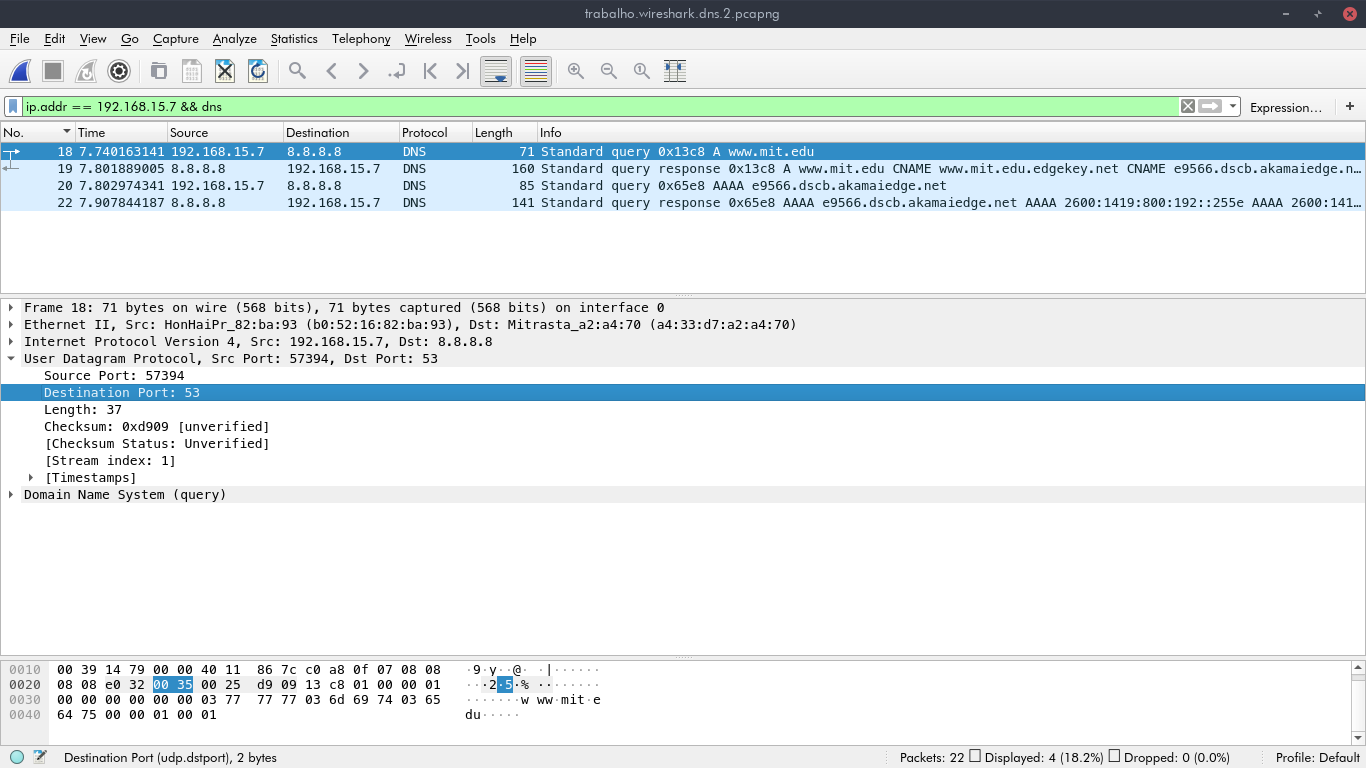 trabalho.wireshark.dns.2.pcapng
File Edit View Go Capture Analyze Statistics Telephony Wireless Tools Help
ip.addr == 192.168.15.7 && dns Expression… +
No. Time Source Destination Protocol Length Info
18 7.740163141 192.168.15.7 8.8.8.8 DNS 71 Standard query 0x13c8 A www.mit.edu
19 7.801889005 8.8.8.8 192.168.15.7 DNS 160 Standard query response 0x13c8 A www.mit.edu CNAME www.mit.edu.edgekey.net CNAME e9566.dscb.akamaiedge.n…
20 7.802974341 192.168.15.7 8.8.8.8 DNS 85 Standard query 0x65e8 AAAA e9566.dscb.akamaiedge.net
22 7.907844187 8.8.8.8 192.168.15.7 DNS 141 Standard query response 0x65e8 AAAA e9566.dscb.akamaiedge.net AAAA 2600:1419:800:192::255e AAAA 2600:141…
Frame 18: 71 bytes on wire (568 bits), 71 bytes captured (568 bits) on interface 0
Ethernet II, Src: HonHaiPr_82:ba:93 (b0:52:16:82:ba:93), Dst: Mitrasta_a2:a4:70 (a4:33:d7:a2:a4:70)
Internet Protocol Version 4, Src: 192.168.15.7, Dst: 8.8.8.8
User Datagram Protocol, Src Port: 57394, Dst Port: 53
Source Port: 57394
Destination Port: 53
Length: 37
Checksum: 0xd909 [unverified]
[Checksum Status: Unverified]
[Stream index: 1]
[Timestamps]
Domain Name System (query)
0010 00 39 14 79 00 00 40 11 86 7c c0 a8 0f 07 08 08 ·9·y··@· ·|······
0020 08 08 e0 32 00 35 00 25 d9 09 13 c8 01 00 00 01 ···2·5·% ········
0030 00 00 00 00 00 00 03 77 77 77 03 6d 69 74 03 65 ·······w ww·mit·e
0040 64 75 00 00 01 00 01 du·····
Destination Port (udp.dstport), 2 bytes Packets: 22 □ Displayed: 4 (18.2%) □ Dropped: 0 (0.0%) Profile: Default